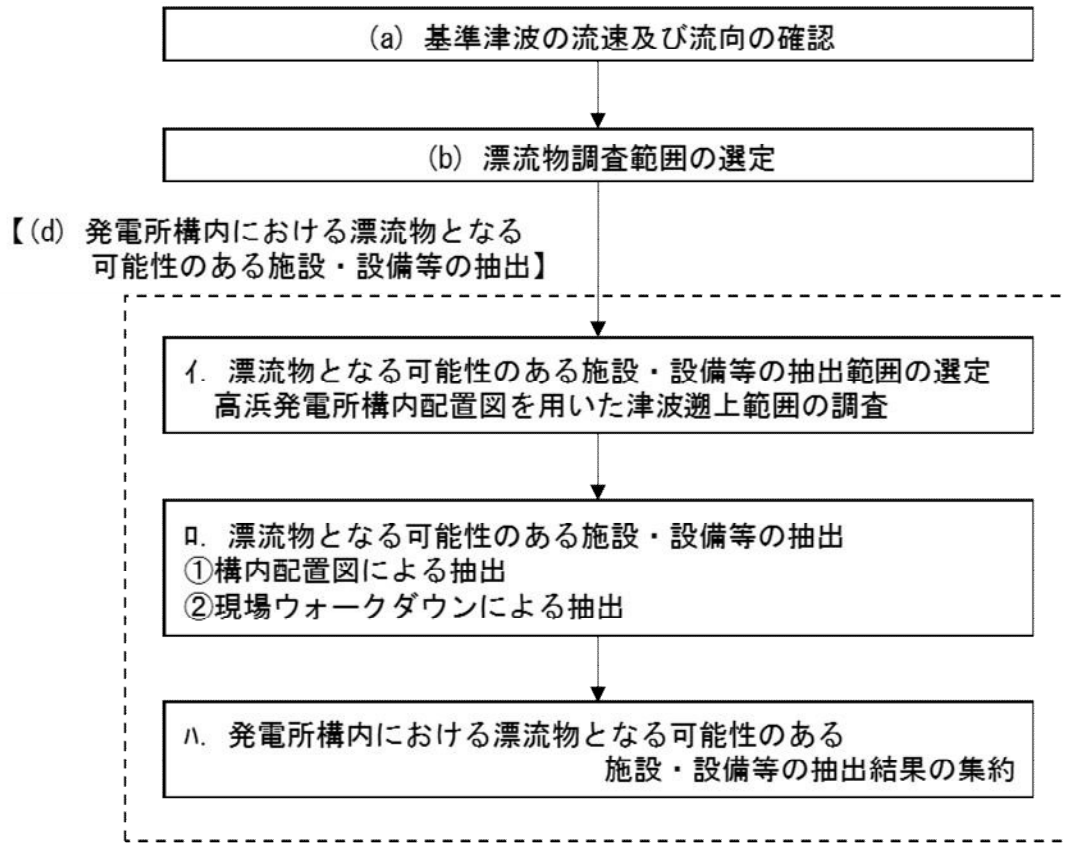 (a) 基準津波の流速及び流向の確認
(b) 漂流物調査範囲の選定
【(d) 発電所構内における漂流物となる
可能性のある施設・設備等の抽出】
ｲ. 漂流物となる可能性のある施設・設備等の抽出範囲の選定
高浜発電所構内配置図を用いた津波遡上範囲の調査
ﾛ. 漂流物となる可能性のある施設・設備等の抽出
①構内配置図による抽出
②現場ウォークダウンによる抽出
ﾊ. 発電所構内における漂流物となる可能性のある
施設・設備等の抽出結果の集約